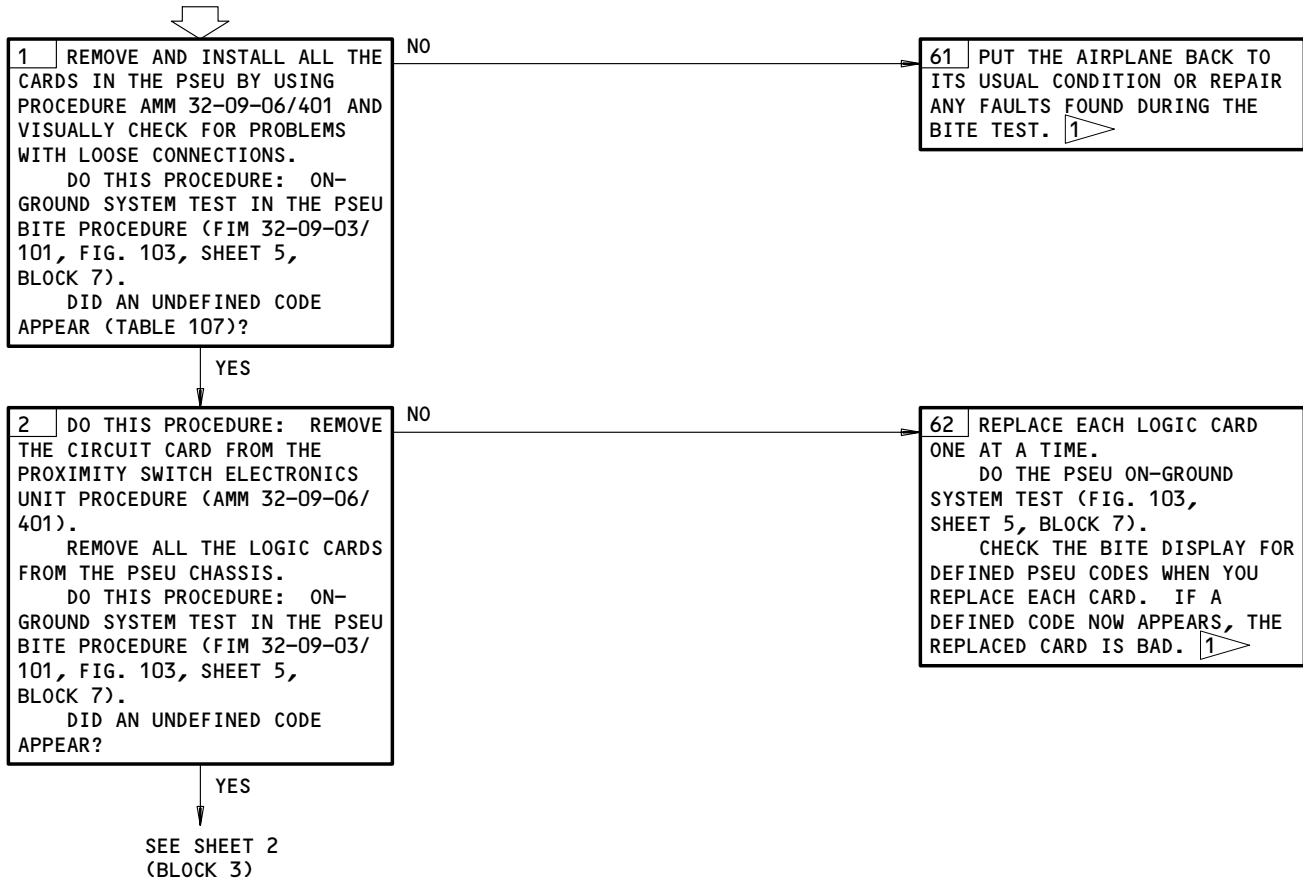 1 REMOVE AND INSTALL ALL THE
CARDS IN THE PSEU BY USING
PROCEDURE AMM 32-09-06/401 AND
VISUALLY CHECK FOR PROBLEMS
WITH LOOSE CONNECTIONS.
DO THIS PROCEDURE: ON-
GROUND SYSTEM TEST IN THE PSEU
BITE PROCEDURE (FIM 32-09-03/
101, FIG. 103, SHEET 5,
BLOCK 7).
DID AN UNDEFINED CODE
APPEAR (TABLE 107)?
NO
61 PUT THE AIRPLANE BACK TO
ITS USUAL CONDITION OR REPAIR
ANY FAULTS FOUND DURING THE
BITE TEST. 1
YES
2 DO THIS PROCEDURE: REMOVE
THE CIRCUIT CARD FROM THE
PROXIMITY SWITCH ELECTRONICS
UNIT PROCEDURE (AMM 32-09-06/
401).
REMOVE ALL THE LOGIC CARDS
FROM THE PSEU CHASSIS.
DO THIS PROCEDURE: ON-
GROUND SYSTEM TEST IN THE PSEU
BITE PROCEDURE (FIM 32-09-03/
101, FIG. 103, SHEET 5,
BLOCK 7).
DID AN UNDEFINED CODE
APPEAR?
NO
62 REPLACE EACH LOGIC CARD
ONE AT A TIME.
DO THE PSEU ON-GROUND
SYSTEM TEST (FIG. 103,
SHEET 5, BLOCK 7).
CHECK THE BITE DISPLAY FOR
DEFINED PSEU CODES WHEN YOU
REPLACE EACH CARD. IF A
DEFINED CODE NOW APPEARS, THE
REPLACED CARD IS BAD. 1
YES
SEE SHEET 2
(BLOCK 3)